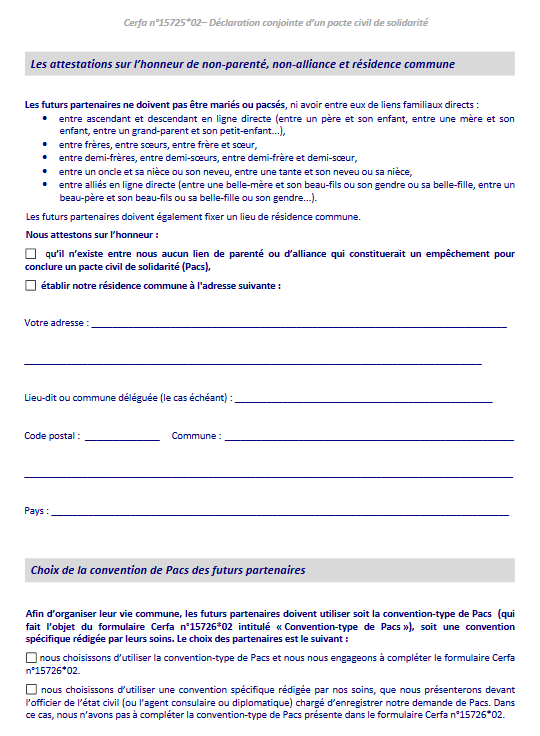 Cerfa n°15725*02– Déclaration conjointe d'un pacte civil de solidarité
Les attestations sur l'honneur de non-parenté, non-alliance et résidence commune
Les futurs partenaires ne doivent pas être mariés ou pacsés, ni avoir entre eux de liens familiaux directs :
• entre ascendant et descendant en ligne directe (entre un père et son enfant, entre une mère et son
enfant, entre un grand-parent et son petit-enfant...),
• entre frères, entre sœurs, entre frère et sœur,
• entre demi-frères, entre demi-sœurs, entre demi-frère et demi-sœur,
• entre un oncle et sa nièce ou son neveu, entre une tante et son neveu ou sa nièce,
• entre alliés en ligne directe (entre une belle-mère et son beau-fils ou son gendre ou sa belle-fille, entre un
beau-père et son beau-fils ou sa belle-fille ou son gendre...).
Les futurs partenaires doivent également fixer un lieu de résidence commune.
Nous attestons sur l'honneur :
☐ qu'il n'existe entre nous aucun lien de parenté ou d'alliance qui constituerait un empêchement pour
conclure un pacte civil de solidarité (Pacs),
☐ établir notre résidence commune à l'adresse suivante :
Votre adresse :
Lieu-dit ou commune déléguée (le cas échéant) :
Code postal : Commune :
Pays :
Choix de la convention de Pacs des futurs partenaires
Afin d'organiser leur vie commune, les futurs partenaires doivent utiliser soit la convention-type de Pacs (qui
fait l'objet du formulaire Cerfa n°15726*02 intitulé « Convention-type de Pacs »), soit une convention
spécifique rédigée par leurs soins. Le choix des partenaires est le suivant :
☐ nous choisissons d'utiliser la convention-type de Pacs et nous nous engageons à compléter le formulaire Cerfa
n°15726*02.
☐ nous choisissons d'utiliser une convention spécifique rédigée par nos soins, que nous présenterons devant
l'officier de l'état civil (ou l'agent consulaire ou diplomatique) chargé d'enregistrer notre demande de Pacs. Dans
ce cas, nous n'avons pas à compléter la convention-type de Pacs présente dans le formulaire Cerfa n°15726*02.